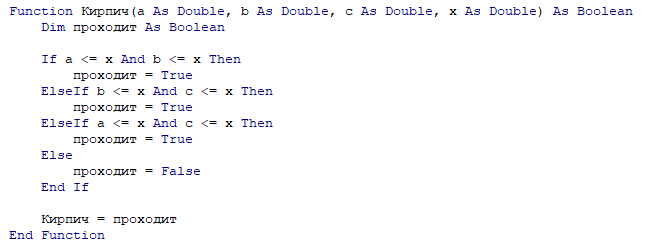 Function Кирпич(a As Double, b As Double, c As Double, x As Double) As Boolean
    Dim проходит As Boolean

    If a <= x And b <= x Then
        проходит = True
    ElseIf b <= x And c <= x Then
        проходит = True
    ElseIf a <= x And c <= x Then
        проходит = True
    Else
        проходит = False
    End If

    Кирпич = проходит
End Function